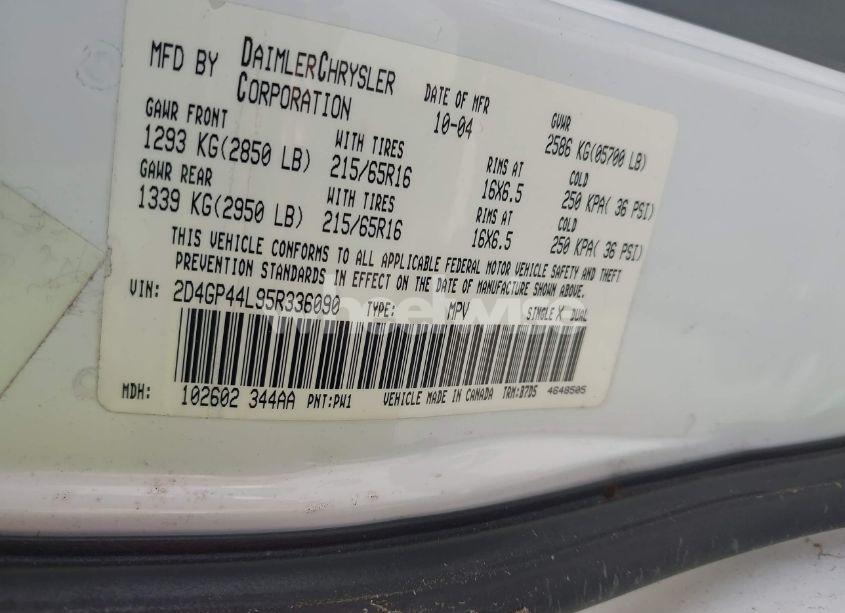 MFD BY DAIMLERCHRYSLER CORPORATION
DATE OF MFR 10-04
GVWR 2586 KG(05700 LB)
GAWR FRONT WITH TIRES RIMS AT COLD
1293 KG(2850 LB) 215/65R16 16X6.5 250 KPA( 36 PSI)
GAWR REAR WITH TIRES RIMS AT COLD
1339 KG(2950 LB) 215/65R16 16X6.5 250 KPA( 36 PSI)
THIS VEHICLE CONFORMS TO ALL APPLICABLE FEDERAL MOTOR VEHICLE SAFETY AND THEFT
PREVENTION STANDARDS IN EFFECT ON THE DATE OF MANUFACTURE SHOWN ABOVE.
VIN: 2D4GP44L95R336090 TYPE: MPV SINGLE X DUAL
wheelwise
MDH: 102602 344AA PNT:PW1 VEHICLE MADE IN CANADA TRM:B7D5 4648505